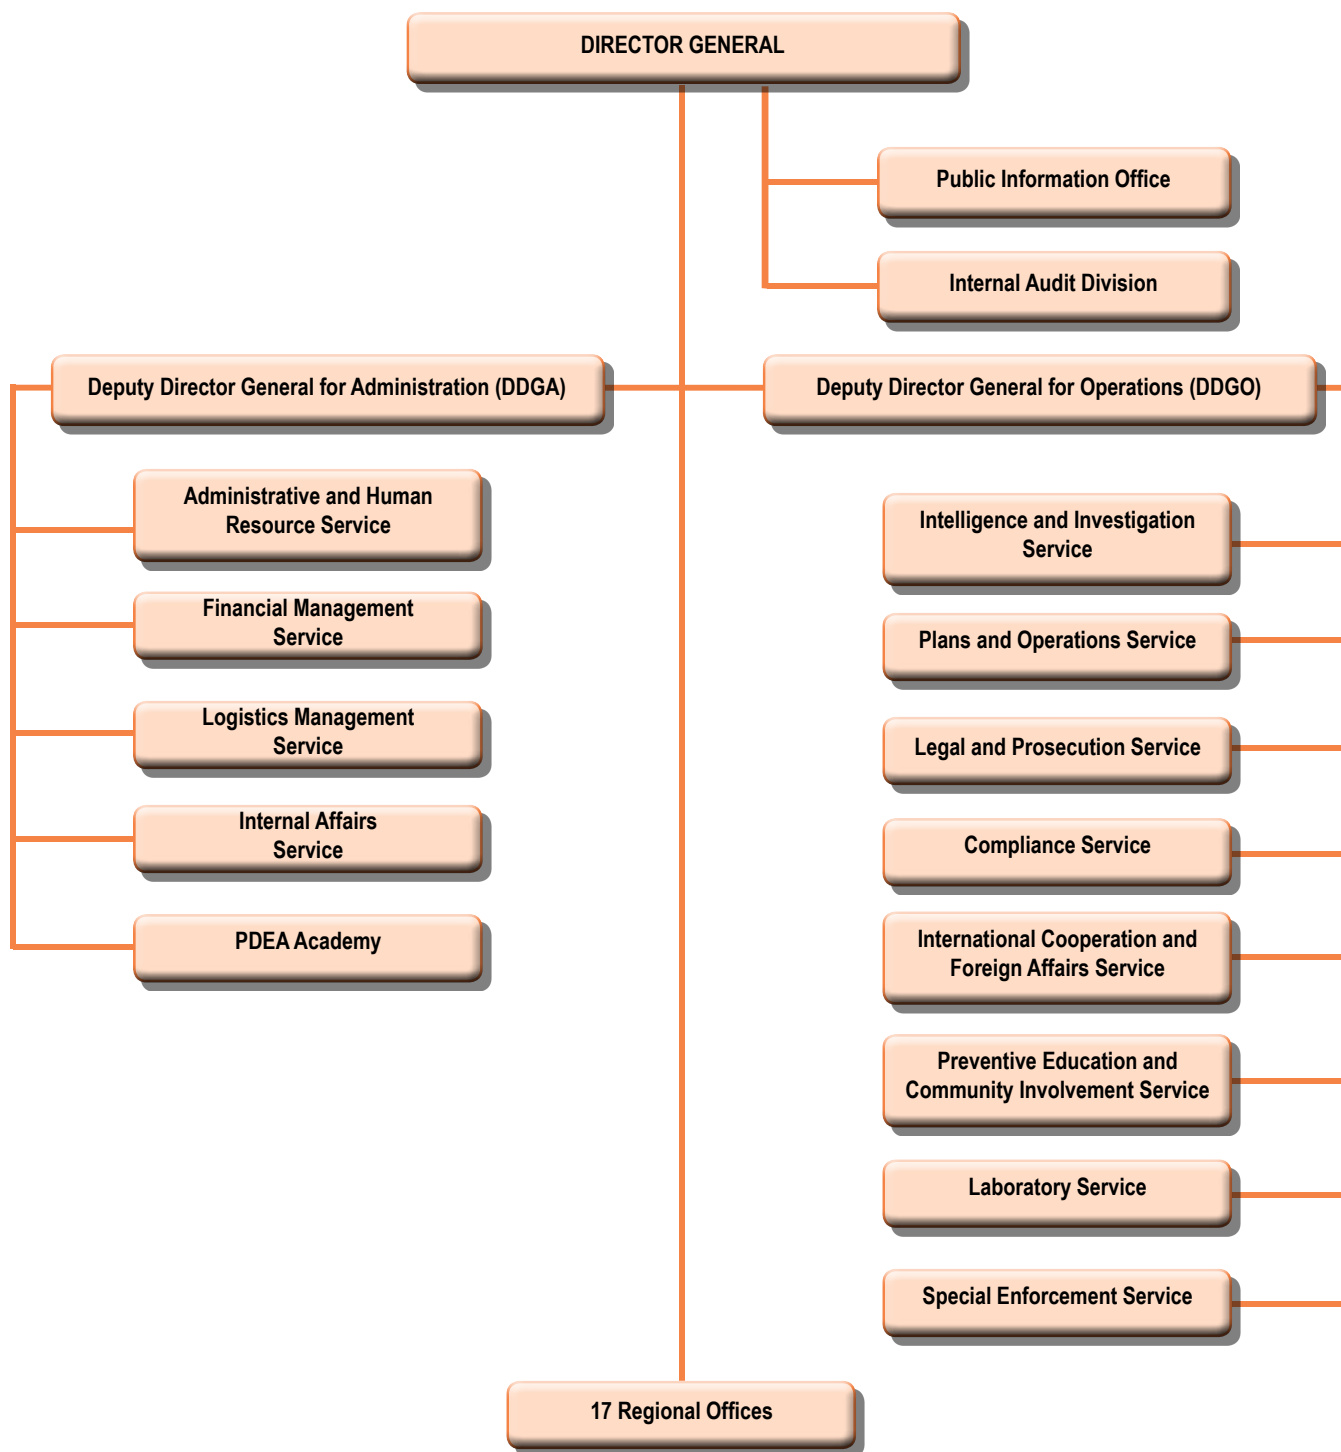 DIRECTOR GENERAL
Public Information Office
Internal Audit Division
Deputy Director General for Administration (DDGA)
Deputy Director General for Operations (DDGO)
Administrative and Human
Resource Service
Financial Management
Service
Logistics Management
Service
Internal Affairs
Service
PDEA Academy
Intelligence and Investigation
Service
Plans and Operations Service
Legal and Prosecution Service
Compliance Service
International Cooperation and
Foreign Affairs Service
Preventive Education and
Community Involvement Service
Laboratory Service
Special Enforcement Service
17 Regional Offices